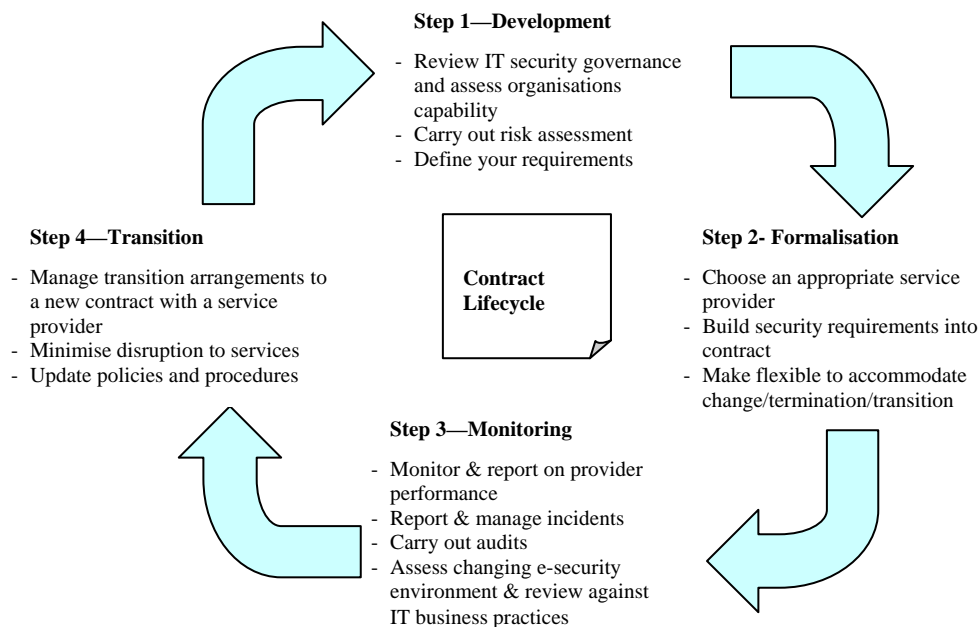 Step 1—Development
- Review IT security governance
and assess organisations
capability
- Carry out risk assessment
- Define your requirements
Step 2- Formalisation
- Choose an appropriate service
provider
- Build security requirements into
contract
- Make flexible to accommodate
change/termination/transition
Contract
Lifecycle
Step 3—Monitoring
- Monitor & report on provider
performance
- Report & manage incidents
- Carry out audits
- Assess changing e-security
environment & review against
IT business practices
Step 4—Transition
- Manage transition arrangements to
a new contract with a service
provider
- Minimise disruption to services
- Update policies and procedures